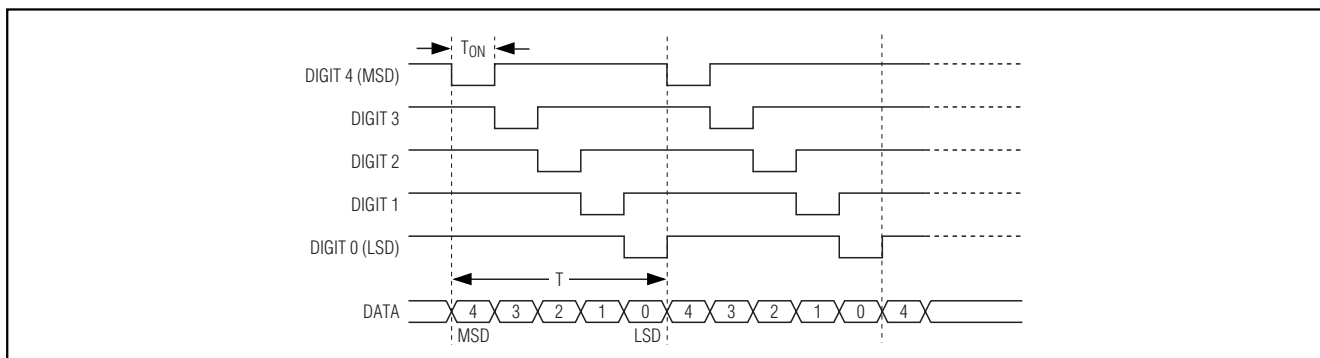 TON
DIGIT 4 (MSD)
DIGIT 3
DIGIT 2
DIGIT 1
DIGIT 0 (LSD)
T
DATA 4 3 2 1 0 4 3 2 1 0 4
MSD LSD